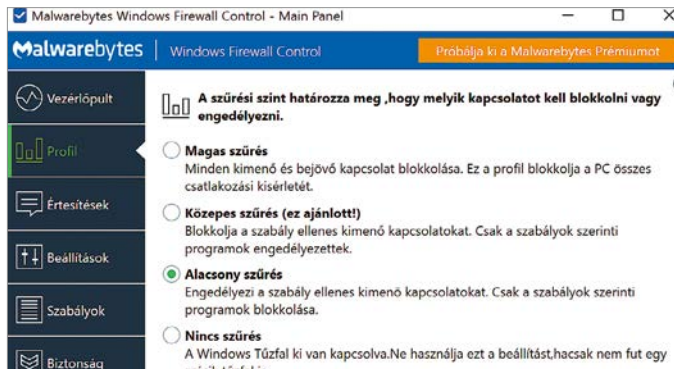 Malwarebytes Windows Firewall Control - Main Panel
Malwarebytes | Windows Firewall Control
Próbálja ki a Malwarebytes Prémiumot
Vezérlőpult
Profil
Értesítések
Beállítások
Szabályok
Biztonság
A szűrési szint határozza meg ,hogy melyik kapcsolatot kell blokkolni vagy
engedélyezni.
Magas szűrés
Minden kimenő és bejövő kapcsolat blokkolása. Ez a profil blokkolja a PC összes
csatlakozási kisérletét.
Közepes szűrés (ez ajánlott!)
Blokkolja a szabály ellenes kimenő kapcsolatokat. Csak a szabályok szerinti
programok engedélyezettek.
Alacsony szűrés
Engedélyezi a szabály ellenes kimenö kapcsolatokat. Csak a szabályok szerinti
programok blokkolása.
Nincs szűrés
A Windows Tűzfal ki van kapcsolva.Ne használja ezt a beállítást,hacsak nem fut egy